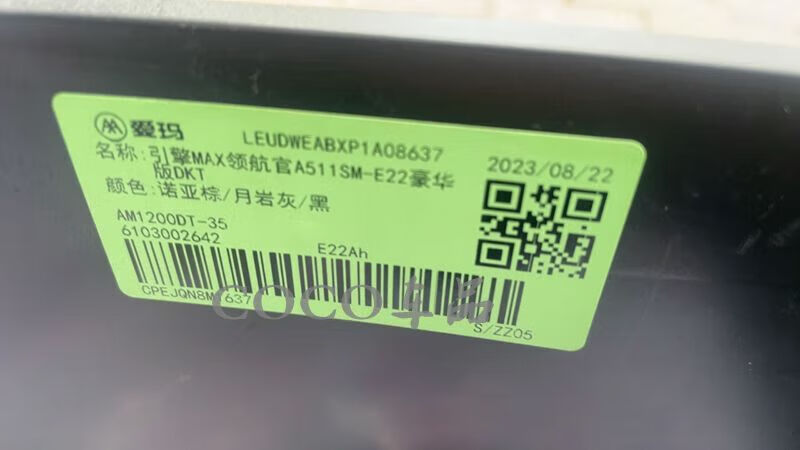 爱玛
LEUDWEABXP1A08637
名称:引擎MAX领航官A511SM-E22豪华
版DKT
2023/08/22
颜色:诺亚棕/月岩灰/黑
AM1200DT-35
6103002642
E22Ah
CPEJQN8M 637
S/ZZ05
COCO车品